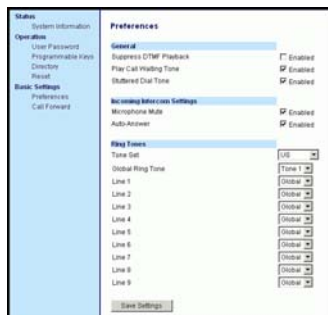 Status
System Information
Operation
User Password
Programmable Keys
Directory
Reset
Basic Settings
Preferences
Call Forward
Preferences
General
Suppress DTMF Playback
Enabled
Play Call Waiting Tone
Enabled
Stuttered Dial Tone
Enabled
Incoming Intercom Settings
Microphone Mute
Enabled
Auto-Answer
Enabled
Ring Tones
Tone Set
US
Global Ring Tone
Tone 1
Line 1
Global
Line 2
Global
Line 3
Global
Line 4
Global
Line 5
Global
Line 6
Global
Line 7
Global
Line 8
Global
Line 9
Global
Save Settings